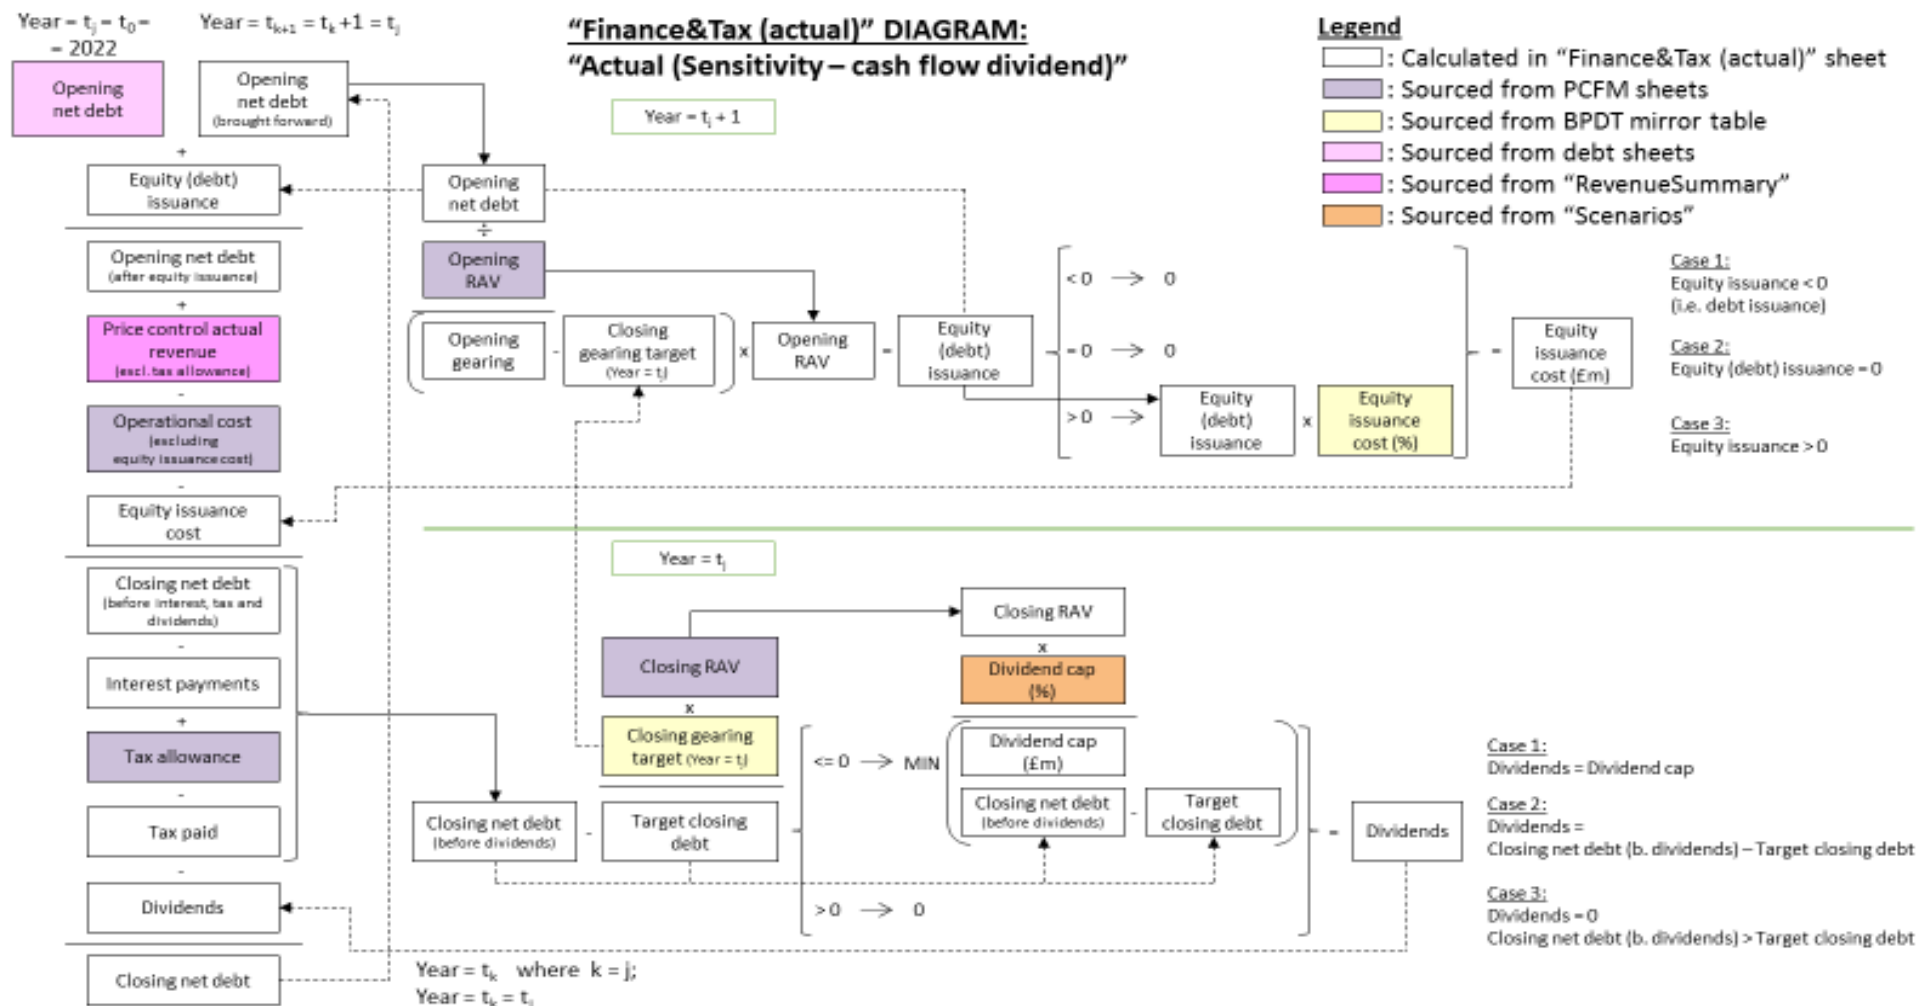 Year = tj = t0 =
= 2022
Year = tk+1 = tk +1 = tj
“Finance&Tax (actual)” DIAGRAM:
“Actual (Sensitivity – cash flow dividend)”
Legend
: Calculated in “Finance&Tax (actual)” sheet
: Sourced from PCFM sheets
: Sourced from BPDT mirror table
: Sourced from debt sheets
: Sourced from “RevenueSummary”
: Sourced from “Scenarios”
Opening
net debt
Opening
net debt
(brought forward)
+
Equity (debt)
issuance
Opening net debt
(after equity issuance)
+
Price control actual
revenue
(excl. tax allowance)
-
Operational cost
(excluding
equity issuance cost)
-
Equity issuance
cost
Closing net debt
(before interest, tax and
dividends)
-
Interest payments
+
Tax allowance
-
Tax paid
-
Dividends
Closing net debt
Year = tj + 1
Opening
net debt
÷
Opening
RAV
Opening
gearing
-
Closing
gearing target
(Year = tj)
x
Opening
RAV
=
Equity
(debt)
issuance
< 0 → 0
= 0 → 0
> 0 →
Equity
(debt)
issuance
x
Equity
issuance
cost (%)
=
Equity
issuance
cost (£m)
Case 1:
Equity issuance < 0
(i.e. debt issuance)
Case 2:
Equity (debt) issuance = 0
Case 3:
Equity issuance > 0
Year = tj
Closing RAV
x
Closing gearing
target (Year = tj)
Closing net debt
(before dividends)
-
Target closing
debt
Closing RAV
x
Dividend cap
(%)
<= 0 → MIN
Dividend cap
(£m)
Closing net debt
(before dividends)
-
Target
closing debt
> 0 → 0
=
Dividends
Case 1:
Dividends = Dividend cap
Case 2:
Dividends =
Closing net debt (b. dividends) – Target closing debt
Case 3:
Dividends = 0
Closing net debt (b. dividends) > Target closing debt
Year = tk where k = j;
Year = tk = tj